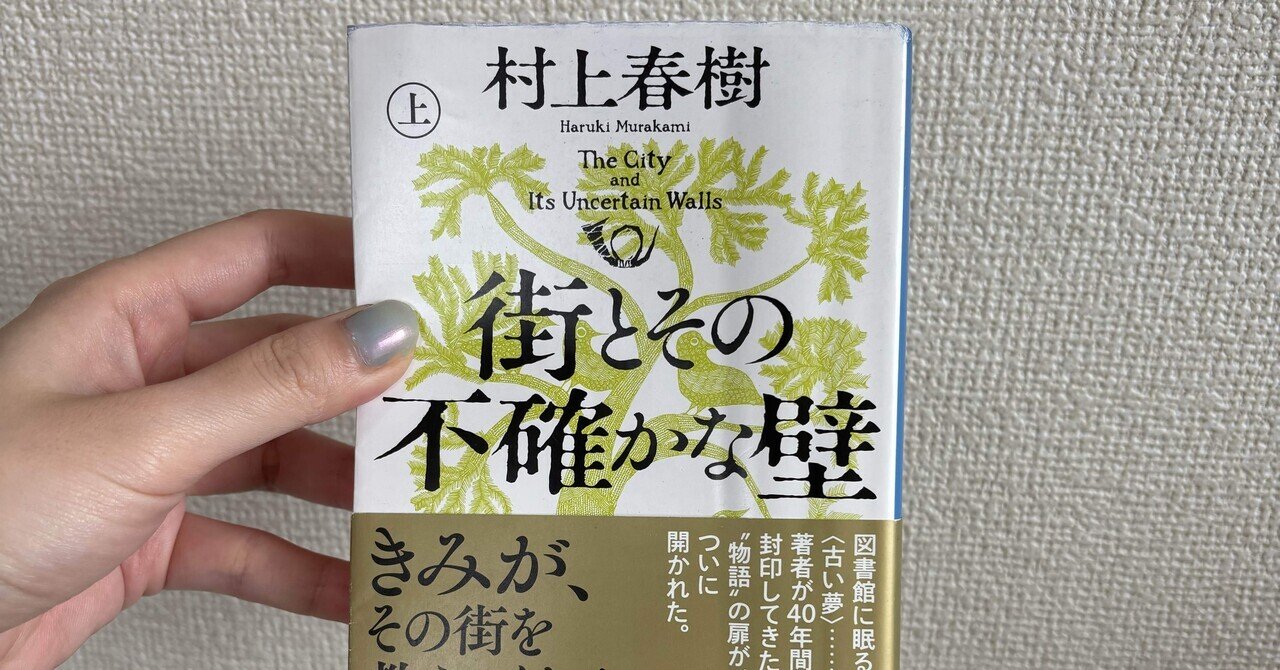 上
村上春樹
Haruki Murakami
The City
and
Its Uncertain Walls
街とその
不確かな壁
きみが、
その街を
図書館に眠る
〈古い夢〉……
著者が40年間
封印してきた
〝物語〟の扉が
ついに
開かれた。